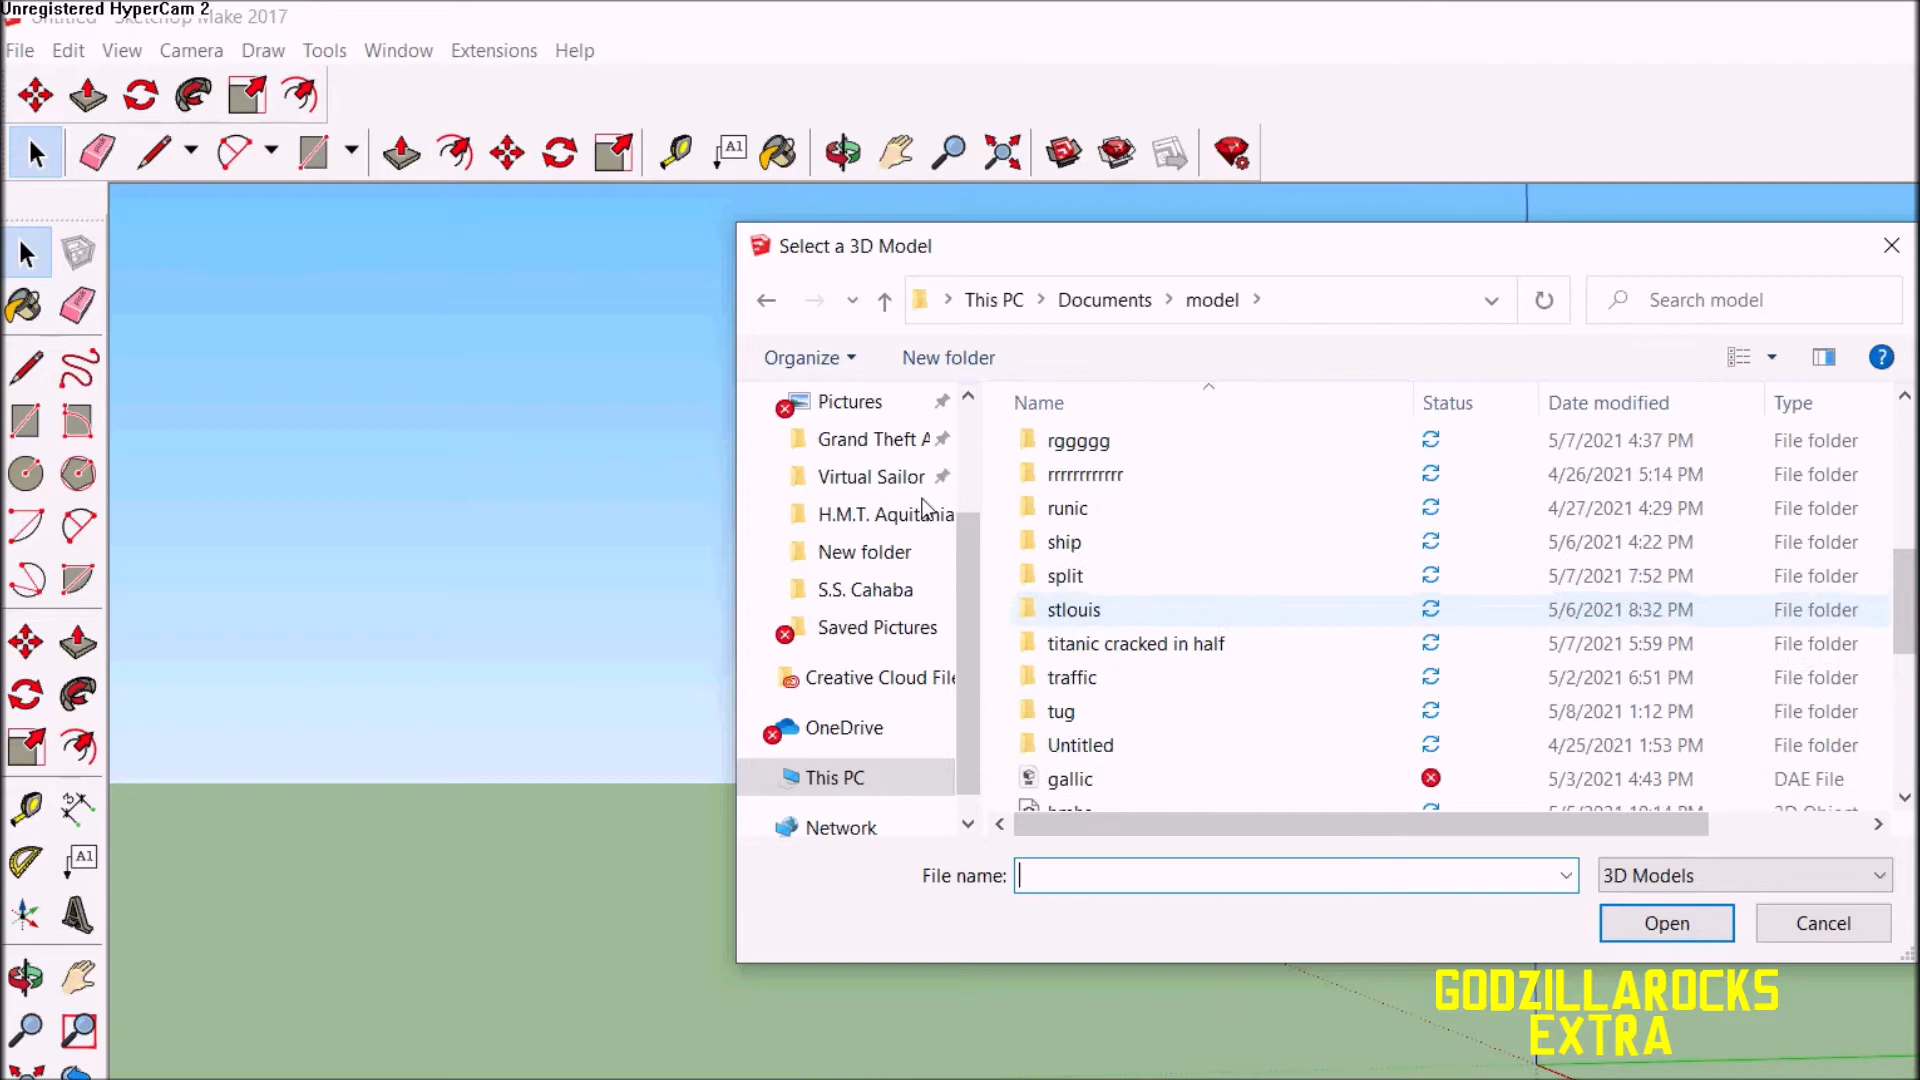 Unregistered HyperCam 2
Untitled - SketchUp Make 2017
File Edit View Camera Draw Tools Window Extensions Help
A1
Select a 3D Model
This PC Documents model
Search model
Organize New folder
Name Status Date modified Type
Pictures
Grand Theft A
Virtual Sailor
H.M.T. Aquitania
New folder
S.S. Cahaba
Saved Pictures
Creative Cloud File
OneDrive
This PC
Network
rggggg 5/7/2021 4:37 PM File folder
rrrrrrrrrrrr 4/26/2021 5:14 PM File folder
runic 4/27/2021 4:29 PM File folder
ship 5/6/2021 4:22 PM File folder
split 5/7/2021 7:52 PM File folder
stlouis 5/6/2021 8:32 PM File folder
titanic cracked in half 5/7/2021 5:59 PM File folder
traffic 5/2/2021 6:51 PM File folder
tug 5/8/2021 1:12 PM File folder
Untitled 4/25/2021 1:53 PM File folder
gallic 5/3/2021 4:43 PM DAE File
File name:
3D Models
Open Cancel
A1
GODZILLAROCKS
EXTRA